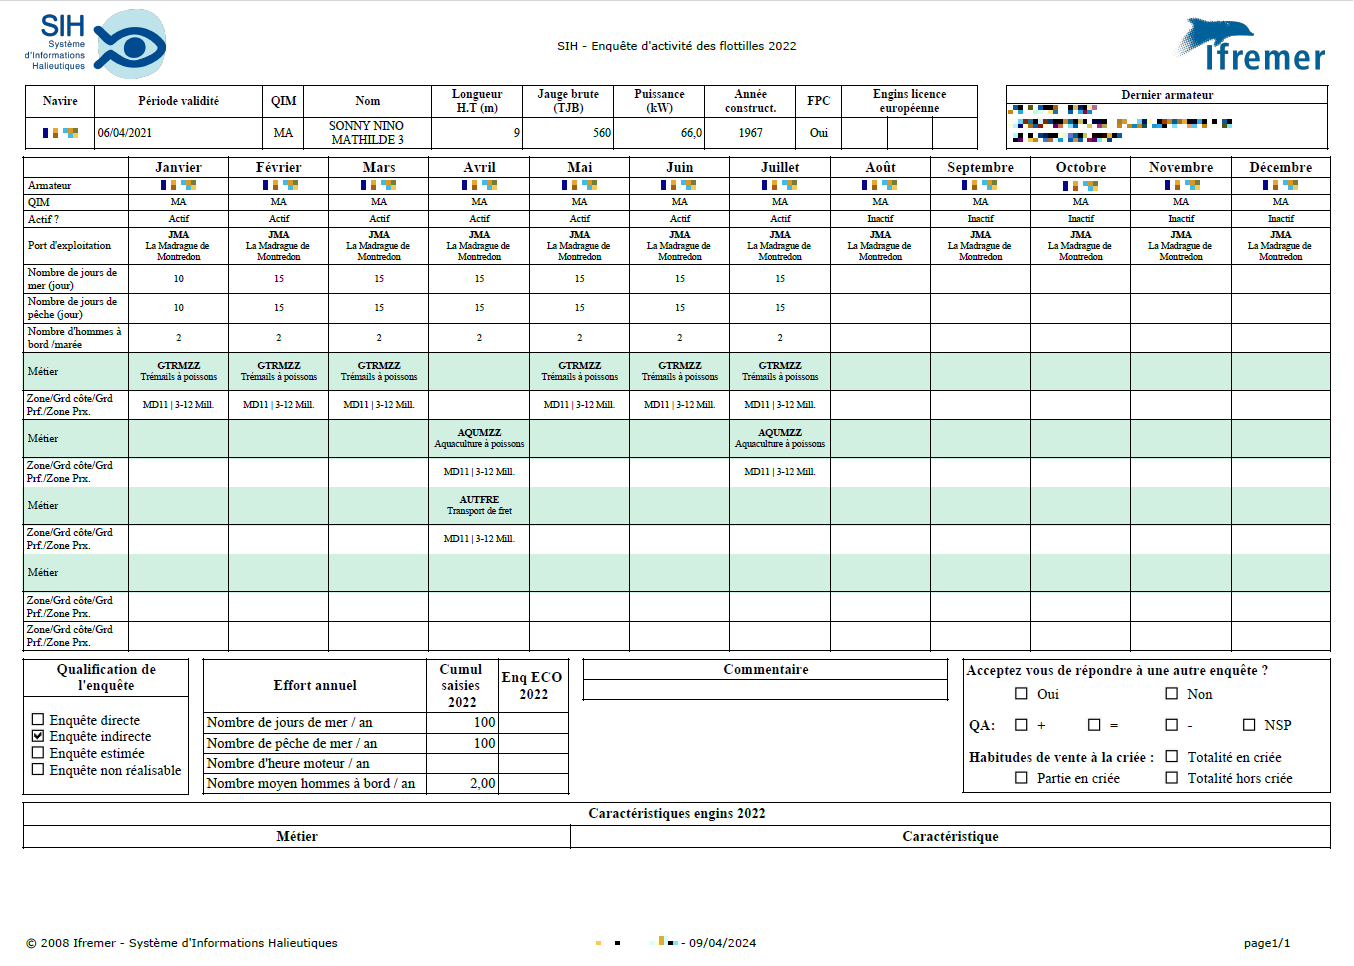 SIH
Système
d'Informations
Halieutiques
SIH - Enquête d'activité des flottilles 2022
Ifremer
Navire Période validité QIM Nom Longueur H.T (m) Jauge brute (TJB) Puissance (kW) Année construct. FPC Engins licence européenne
06/04/2021 MA SONNY NINO MATHILDE 3 9 560 66,0 1967 Oui
Dernier armateur
Janvier Février Mars Avril Mai Juin Juillet Août Septembre Octobre Novembre Décembre
Armateur
QIM MA MA MA MA MA MA MA MA MA MA MA MA
Actif ? Actif Actif Actif Actif Actif Actif Actif Inactif Inactif Inactif Inactif Inactif
JMA JMA JMA JMA JMA JMA JMA JMA JMA JMA JMA JMA
Port d'exploitation La Madrague de La Madrague de La Madrague de La Madrague de La Madrague de La Madrague de La Madrague de La Madrague de La Madrague de La Madrague de La Madrague de La Madrague de
Montredon Montredon Montredon Montredon Montredon Montredon Montredon Montredon Montredon Montredon Montredon Montredon
Nombre de jours de
mer (jour) 10 15 15 15 15 15 15
Nombre de jours de
pêche (jour) 10 15 15 15 15 15 15
Nombre d'hommes à
bord /marée 2 2 2 2 2 2 2
GTRMZZ GTRMZZ GTRMZZ GTRMZZ GTRMZZ GTRMZZ
Métier Trémails à poissons Trémails à poissons Trémails à poissons Trémails à poissons Trémails à poissons Trémails à poissons
Zone/Grd côte/Grd
Prf./Zone Prx. MD11 | 3-12 Mill. MD11 | 3-12 Mill. MD11 | 3-12 Mill. MD11 | 3-12 Mill. MD11 | 3-12 Mill. MD11 | 3-12 Mill.
AQUMZZ AQUMZZ
Métier Aquaculture à poissons Aquaculture à poissons
Zone/Grd côte/Grd
Prf./Zone Prx. MD11 | 3-12 Mill. MD11 | 3-12 Mill.
AUTFRE
Métier Transport de fret
Zone/Grd côte/Grd
Prf./Zone Prx. MD11 | 3-12 Mill.
Métier
Zone/Grd côte/Grd
Prf./Zone Prx.
Zone/Grd côte/Grd
Prf./Zone Prx.
Qualification de
l'enquête
Enquête directe
Enquête indirecte
Enquête estimée
Enquête non réalisable
Effort annuel Cumul saisies 2022 Enq ECO 2022
Nombre de jours de mer / an 100
Nombre de pêche de mer / an 100
Nombre d'heure moteur / an
Nombre moyen hommes à bord / an 2,00
Commentaire
Acceptez vous de répondre à une autre enquête ?
Oui Non
QA: + = - NSP
Habitudes de vente à la criée : Totalité en criée
Partie en criée Totalité hors criée
Caractéristiques engins 2022
Métier Caractéristique
© 2008 Ifremer - Système d'Informations Halieutiques
- 09/04/2024
page1/1